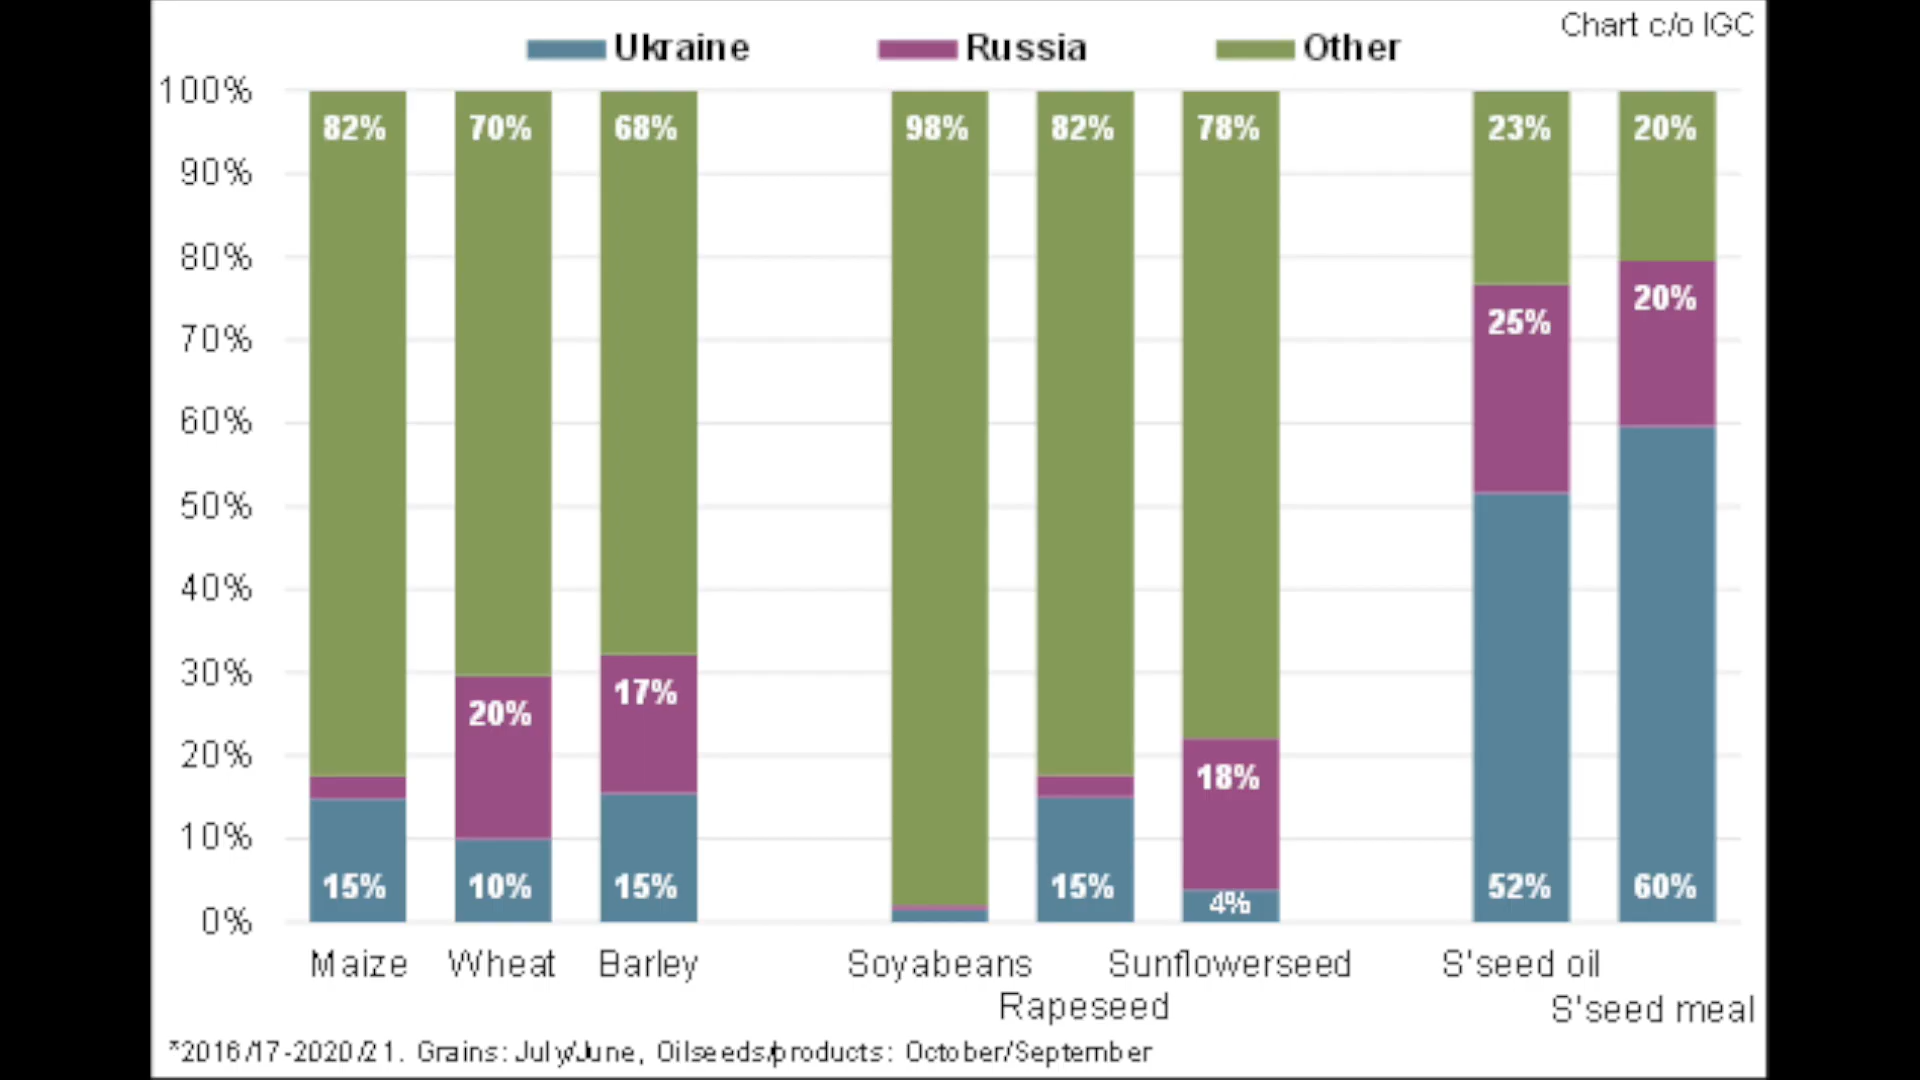 Chart c/o IGC
Ukraine Russia Other
100%
90%
80%
70%
60%
50%
40%
30%
20%
10%
0%
82% 70% 68% 98% 82% 78% 23% 20%
20%
25%
17%
20%
18%
15% 10% 15% 15% 4% 52% 60%
Maize Wheat Barley Soyabeans Sunflowerseed S'seed oil
Rapeseed S'seed meal
*2016/17-2020/21. Grains: July/June, Oilseeds/products: October/September